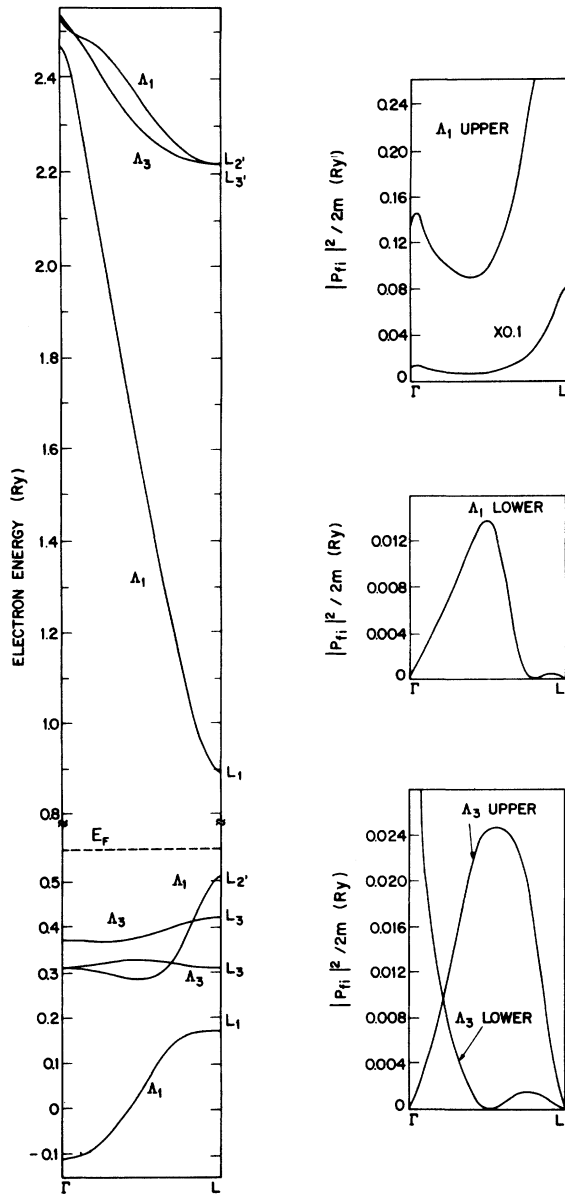 ELECTRON ENERGY (Ry)
2.4
2.2
2.0
1.8
1.6
1.4
1.2
1.0
0.8
0.5
0.4
0.3
0.2
0.1
0
-0.1
Λ1
Λ3
L2'
L3'
Λ1
L1
EF
Λ1
L2'
Λ3
L3
L3
Λ3
L1
Λ1
Γ
L
|Pfi|²/2m (Ry)
0.24
0.20
0.16
0.12
0.08
0.04
0
Λ1 UPPER
X0.1
Γ
L
|Pfi|²/2m (Ry)
0.012
0.008
0.004
0
Λ1 LOWER
Γ
L
|Pfi|²/2m (Ry)
0.024
0.020
0.016
0.012
0.008
0.004
0
Λ3 UPPER
Λ3 LOWER
Γ
L